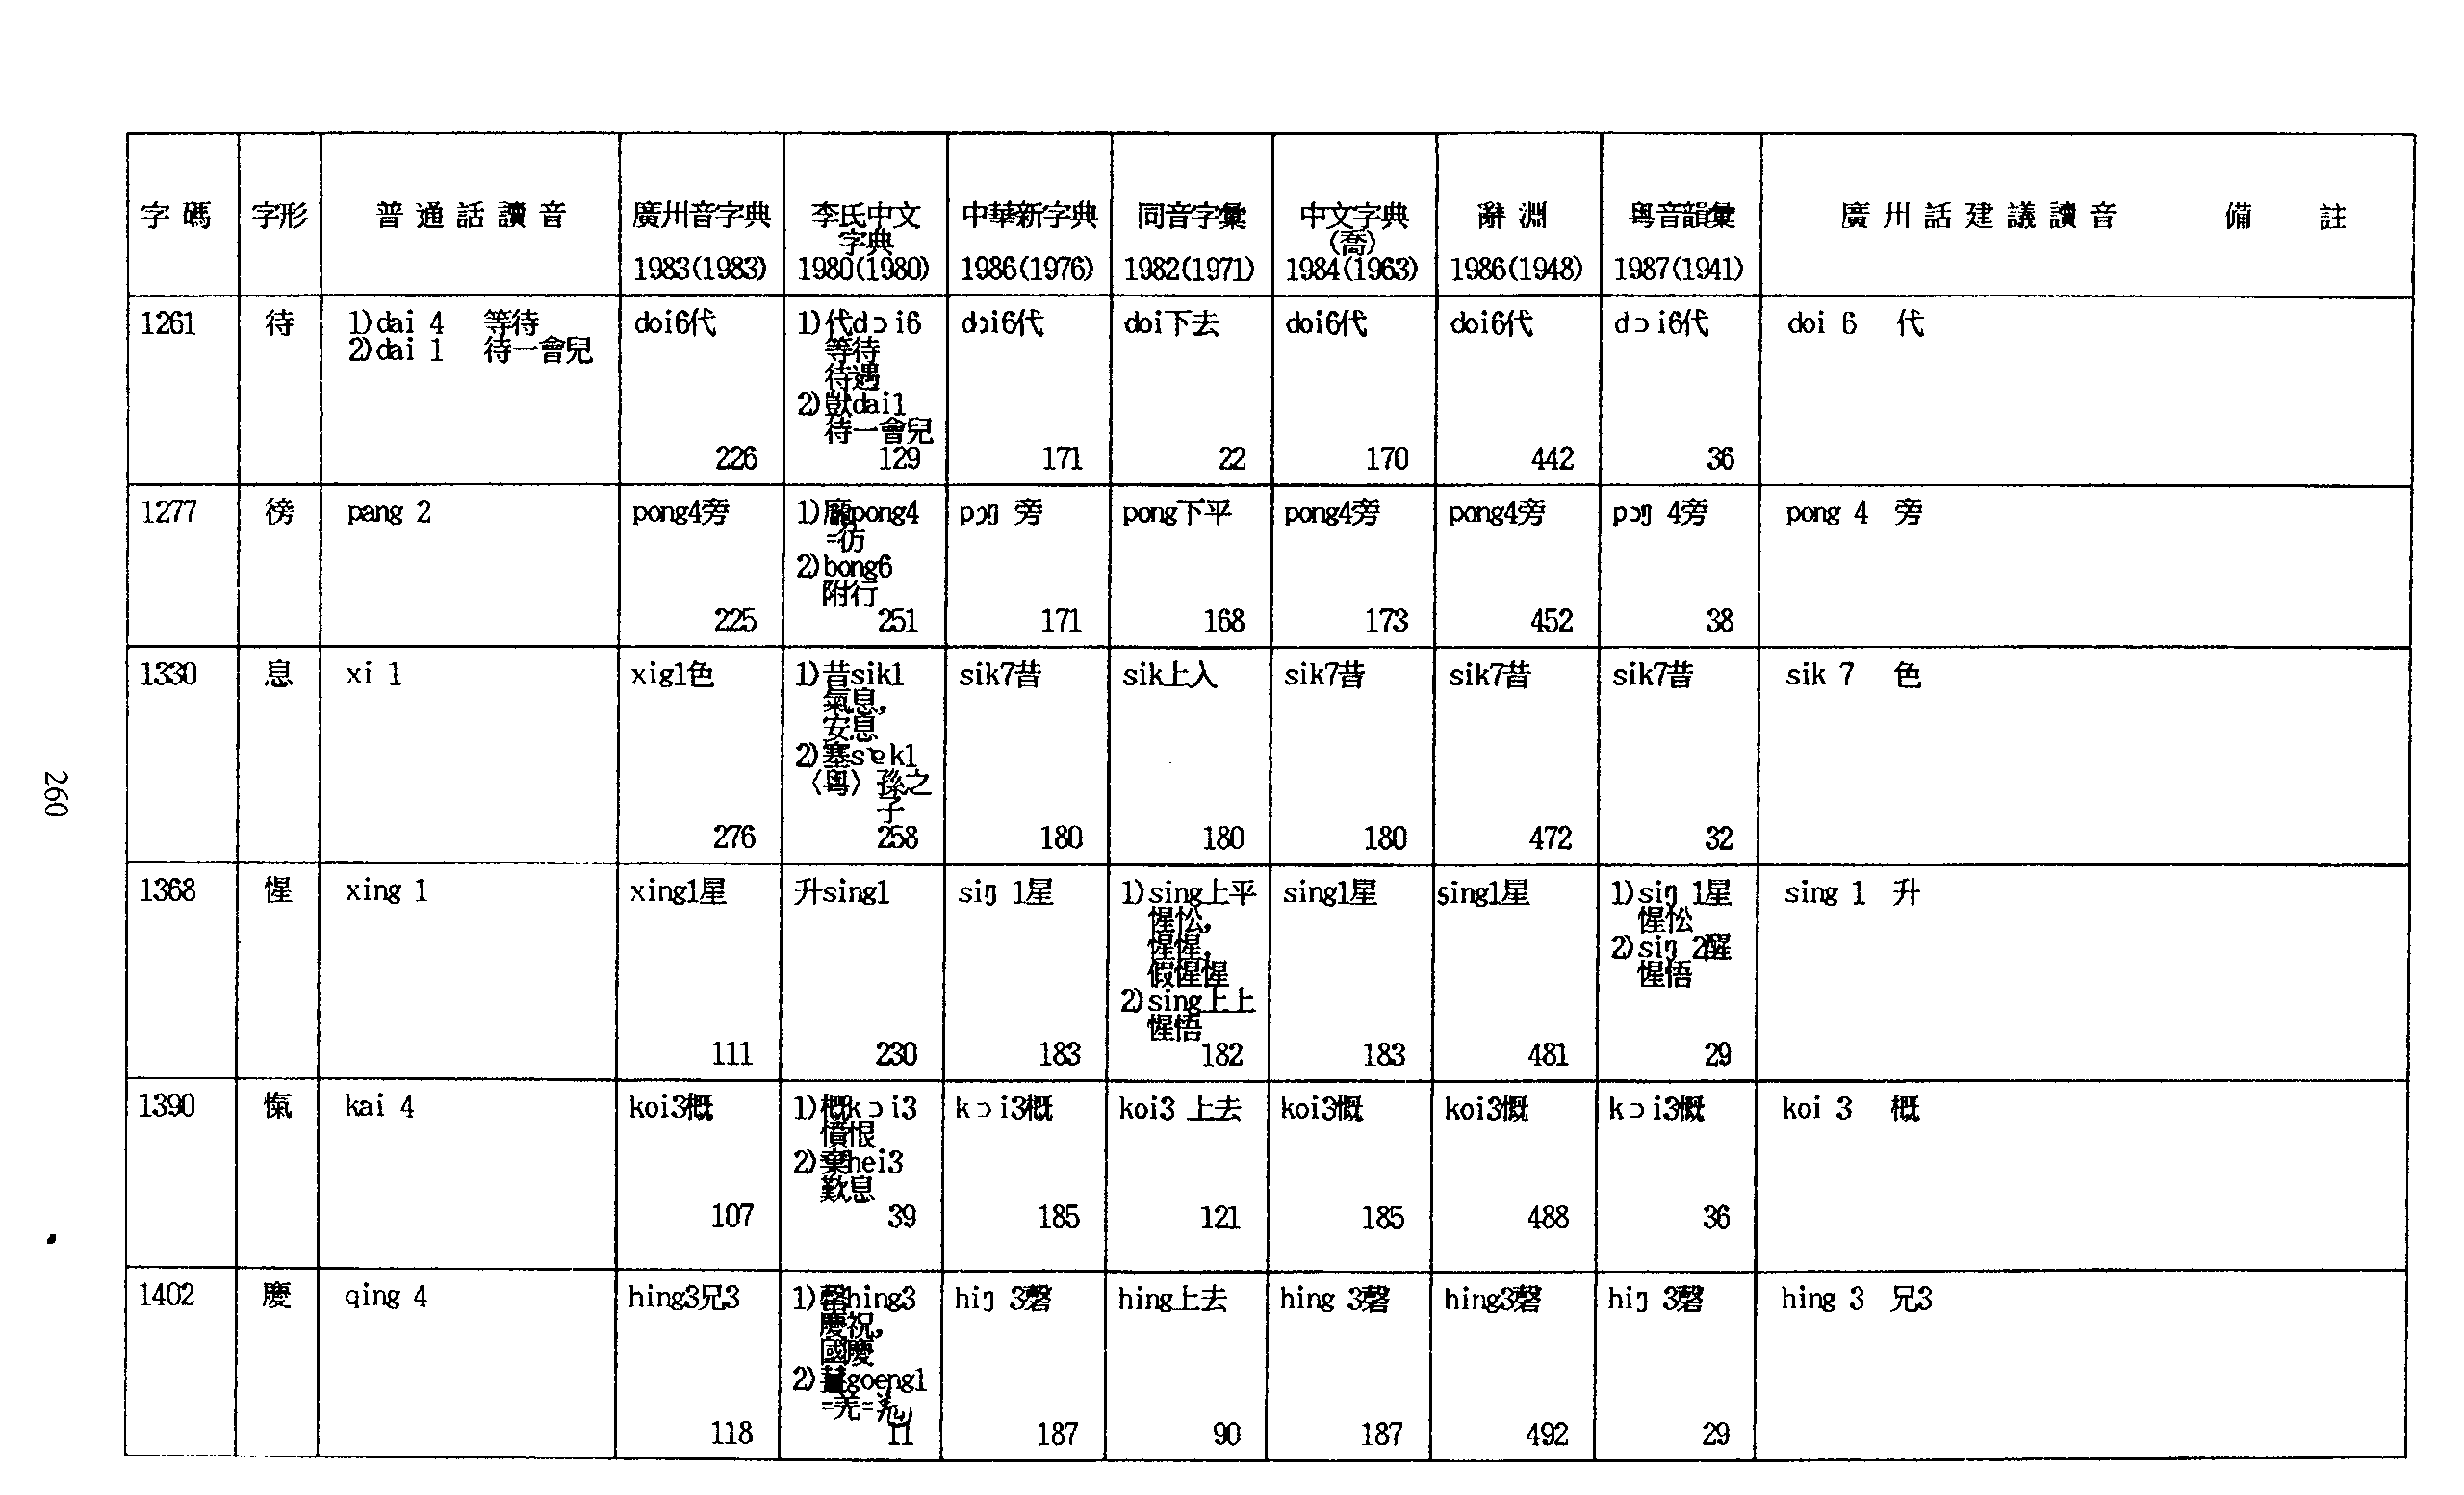 字碼 字形 普通話讀音 廣州音字典 李氏中文 中華新字典 同音字彙 中文字典 辭淵 粵音韻彙 廣州話建議讀音 備註
字典 (喬)
1983(1983) 1980(1980) 1986(1976) 1982(1971) 1984(1963) 1986(1948) 1987(1941)
1261 待 1)dai 4 等待 doi6代 1)代dɔi6 dɔi6代 doi下去 doi6代 doi6代 dɔi6代 doi 6 代
2)dai 1 待一會兒 等待
待遇
2)獃dai1
待一會兒
226 129 171 22 170 442 36
1277 徬 pang 2 pong4旁 1)龐pong4 pɔŋ 旁 pong下平 pong4旁 pong4旁 pɔŋ 4旁 pong 4 旁
=彷
2)bong6
附行
225 251 171 168 173 452 38
1330 息 xi 1 xig1色 1)昔sik1 sik7昔 sik上入 sik7昔 sik7昔 sik7昔 sik 7 色
氣息,
安息
2)塞sɐk1
〈粵〉孫之
子
276 258 180 180 180 472 32
1368 惺 xing 1 xing1星 升sing1 siŋ 1星 1)sing上平 sing1星 sing1星 1)siŋ 1星 sing 1 升
惺忪, 惺忪
惺惺, 2)siŋ 2醒
假惺惺 惺悟
2)sing上上
惺悟
111 230 183 182 183 481 29
1390 愾 kai 4 koi3概 1)概kɔi3 kɔi3概 koi3 上去 koi3慨 koi3慨 kɔi3慨 koi 3 概
憤恨
2)棄hei3
歎息
107 39 185 121 185 488 36
1402 慶 qing 4 hing3兄3 1)罄hing3 hiŋ 3罄 hing上去 hing 3罄 hing3罄 hiŋ 3罄 hing 3 兄3
慶祝,
國慶
2)goeng1
=羌=羗
118 11 187 90 187 492 29
260